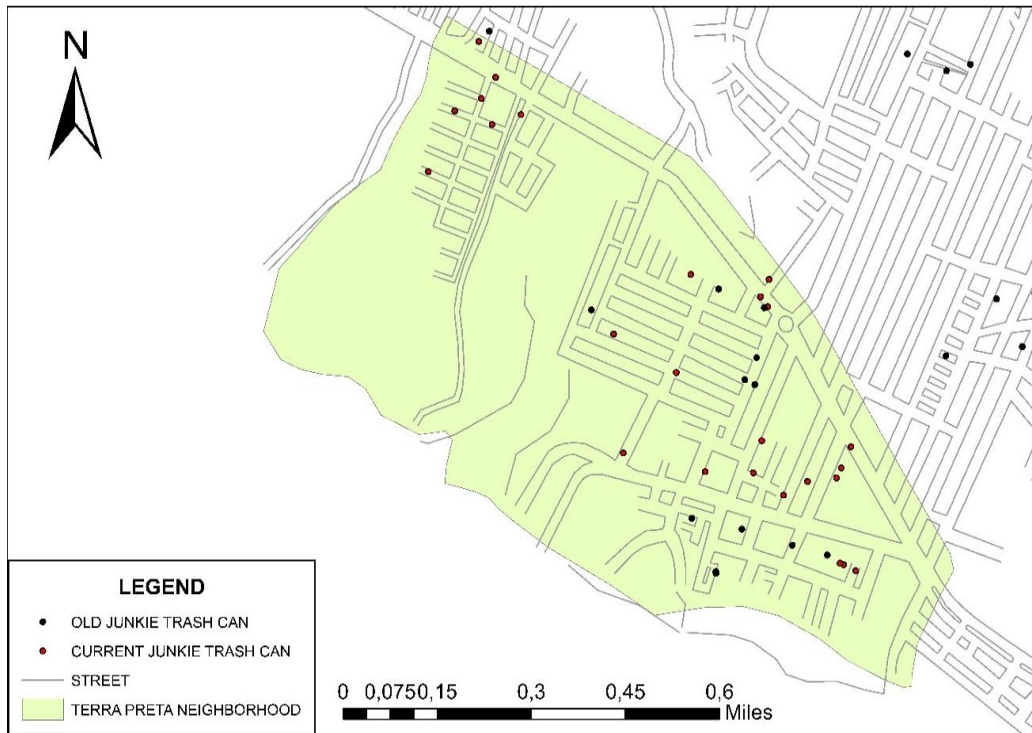 N
LEGEND
OLD JUNKIE TRASH CAN
CURRENT JUNKIE TRASH CAN
STREET
TERRA PRETA NEIGHBORHOOD
0 0,0750,15 0,3 0,45 0,6
Miles